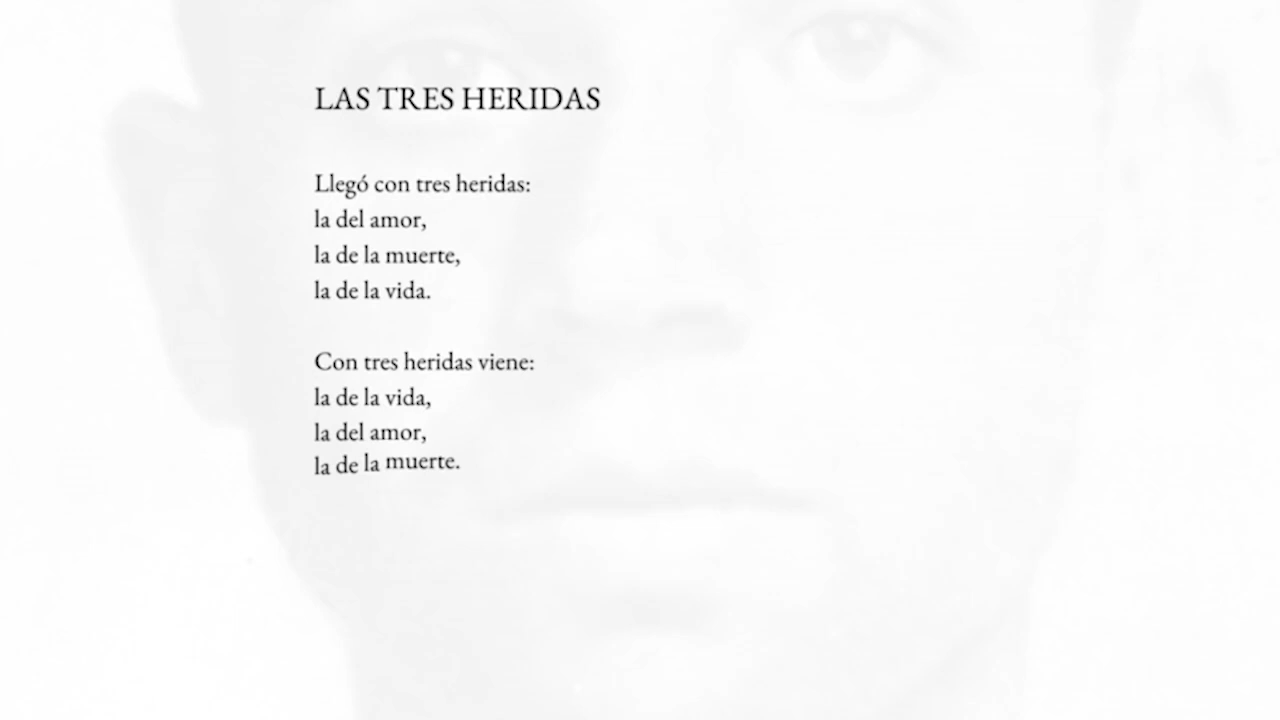 LAS TRES HERIDAS
Llegó con tres heridas:
la del amor,
la de la muerte,
la de la vida.
Con tres heridas viene:
la de la vida,
la del amor,
la de la muerte.